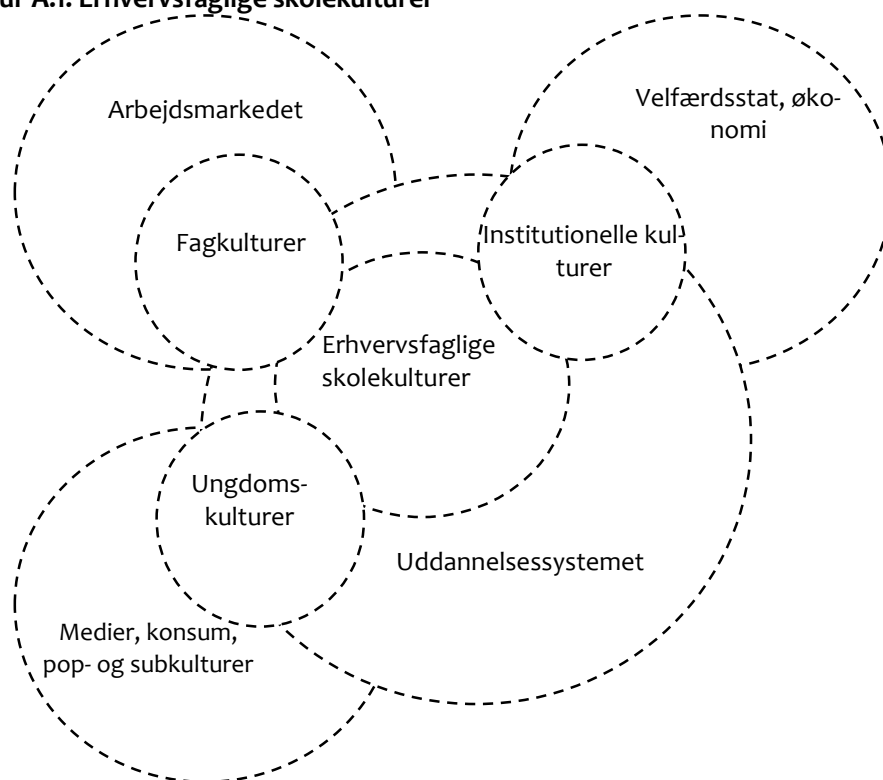 ur A.1. Erhvervsfaglige skolekulturer
Arbejdsmarkedet
Velfærdsstat, øko-
nomi
Fagkulturer
Institutionelle kul-
turer
Erhvervsfaglige
skolekulturer
Ungdoms-
kulturer
Uddannelsessystemet
Medier, konsum,
pop- og subkulturer